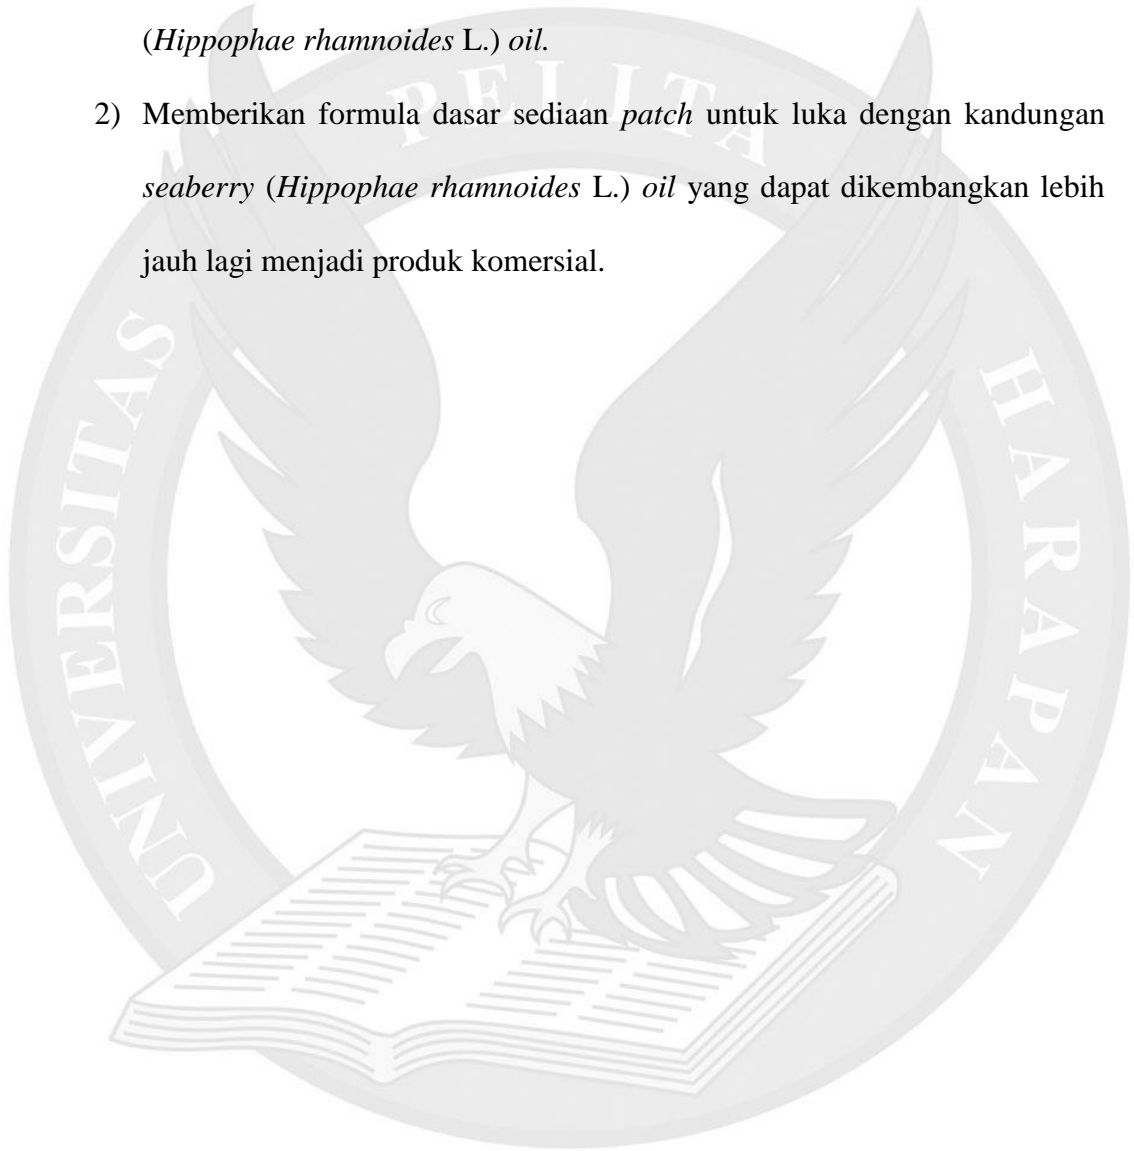 (Hippophae rhamnoides L.) oil.
2) Memberikan formula dasar sediaan patch untuk luka dengan kandungan
seaberry (Hippophae rhamnoides L.) oil yang dapat dikembangkan lebih
jauh lagi menjadi produk komersial.
UNIVERSITAS PELITA HARAPAN